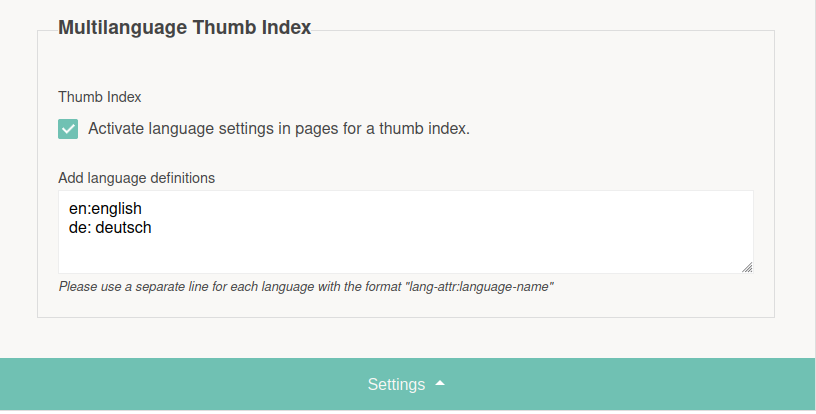 Multilanguage Thumb Index
Thumb Index
Activate language settings in pages for a thumb index.
Add language definitions
en:english
de: deutsch
Please use a separate line for each language with the format "lang-attr:language-name"
Settings